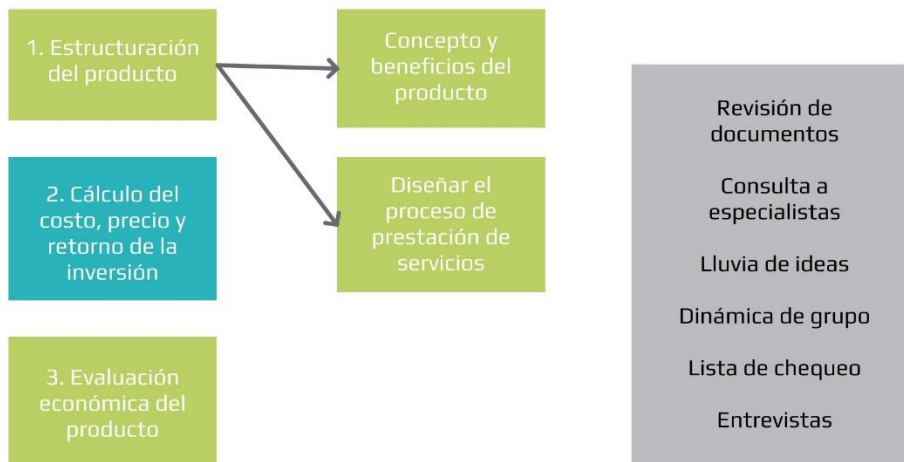 1. Estructuración
del producto
Concepto y
beneficios del
producto
2. Cálculo del
costo, precio y
retorno de la
inversión
Diseñar el
proceso de
prestación de
servicios
3. Evaluación
económica del
producto
Revisión de
documentos
Consulta a
especialistas
Lluvia de ideas
Dinámica de grupo
Lista de chequeo
Entrevistas